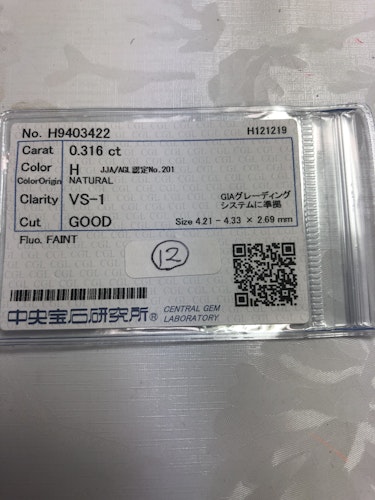 No. H9403422 H121219
Carat 0.316 ct
Color H JJA/AGL認定No.201
ColorOrigin NATURAL
Clarity VS-1 GIAグレーディング
システムに準拠
Cut GOOD Size 4.21 - 4.33 × 2.69 mm
Fluo. FAINT
12
中央宝石研究所® CENTRAL GEM
LABORATORY